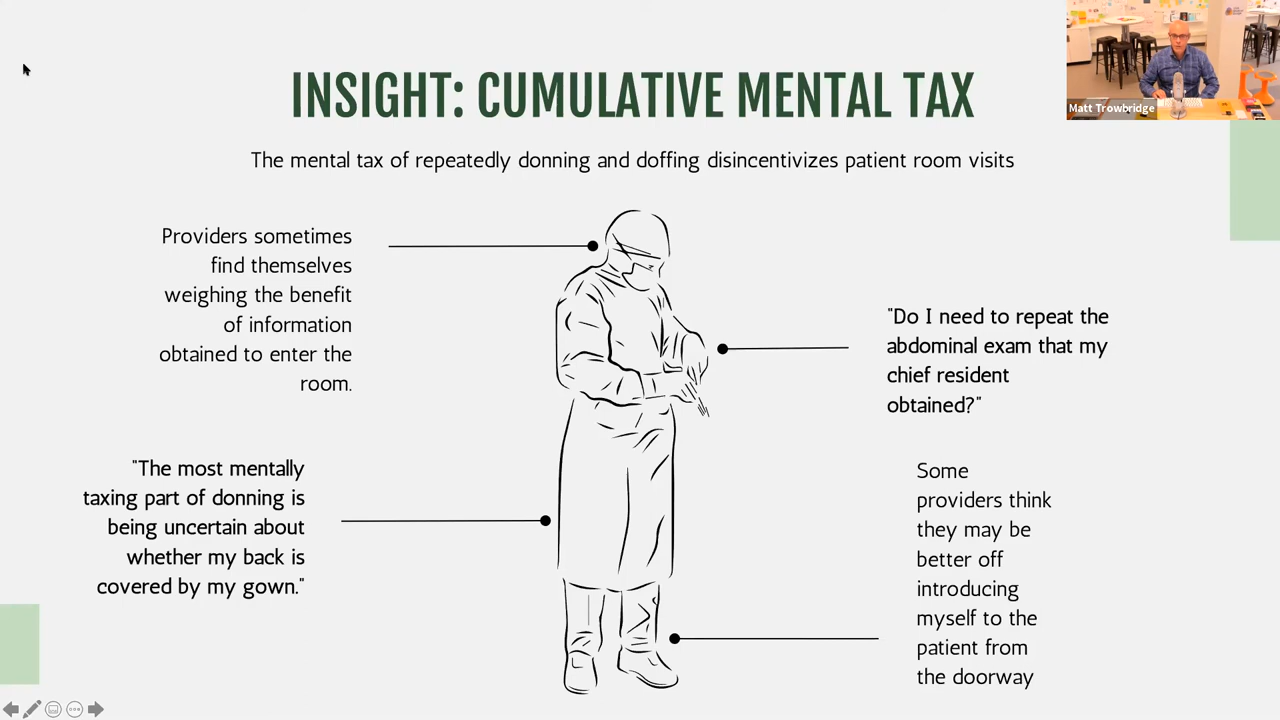 INSIGHT: CUMULATIVE MENTAL TAX
Matt Trowbridge
The mental tax of repeatedly donning and doffing disincentivizes patient room visits
Providers sometimes
find themselves
weighing the benefit
of information
obtained to enter the
room.
"Do I need to repeat the
abdominal exam that my
chief resident
obtained?"
"The most mentally
taxing part of donning is
being uncertain about
whether my back is
covered by my gown."
Some
providers think
they may be
better off
introducing
myself to the
patient from
the doorway